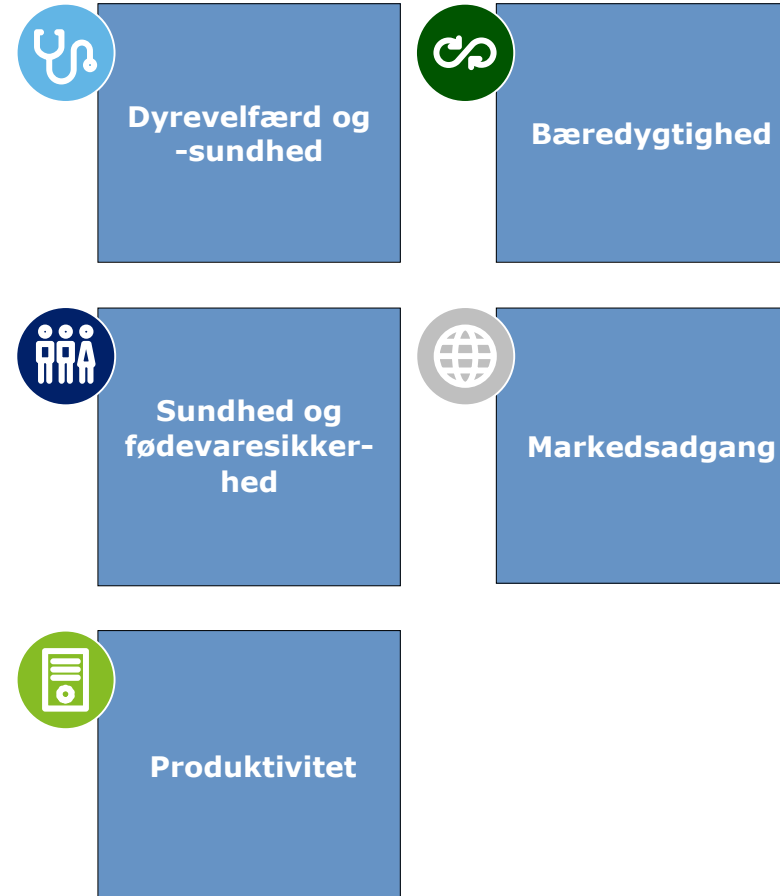 Dyrevelfærd og
-sundhed
Bæredygtighed
Sundhed og
fødevaresikker-
hed
Markedsadgang
Produktivitet